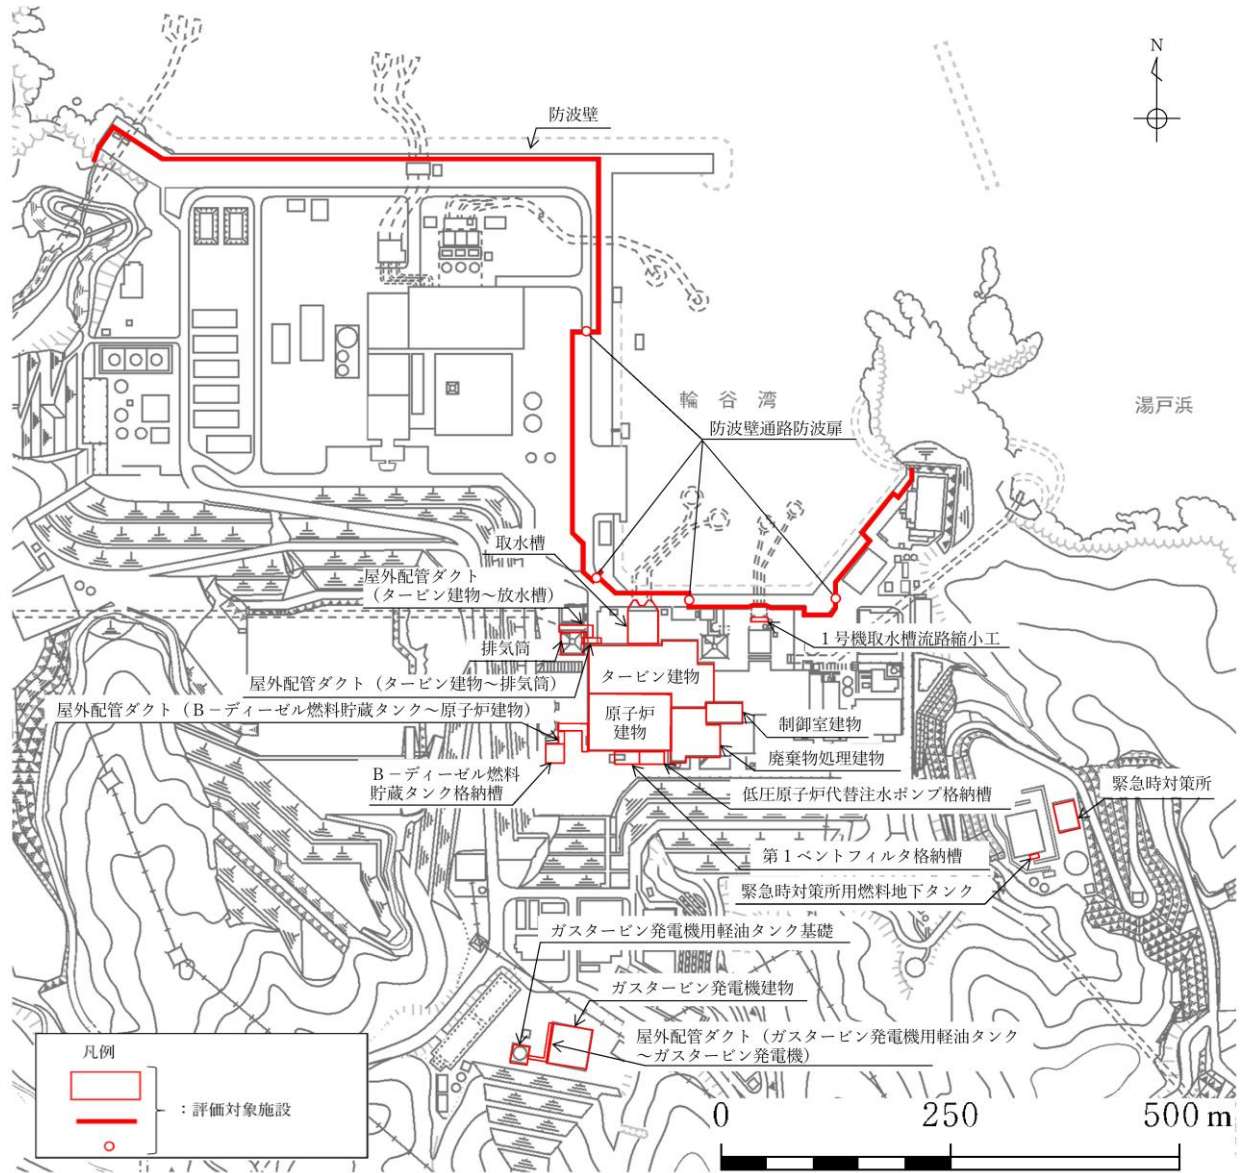 N
防波壁
輪谷湾
湯戸浜
防波壁通路防波扉
取水槽
屋外配管ダクト
（タービン建物～放水槽）
排気筒
1号機取水槽流路縮小工
屋外配管ダクト（タービン建物～排気筒）
タービン建物
屋外配管ダクト（B－ディーゼル燃料貯蔵タンク～原子炉建物）
原子炉
建物
制御室建物
廃棄物処理建物
B－ディーゼル燃料
貯蔵タンク格納槽
低圧原子炉代替注水ポンプ格納槽
緊急時対策所
第1ベントフィルタ格納槽
緊急時対策所用燃料地下タンク
ガスタービン発電機用軽油タンク基礎
ガスタービン発電機建物
屋外配管ダクト（ガスタービン発電機用軽油タンク
～ガスタービン発電機）
凡例
：評価対象施設
0 250 500 m